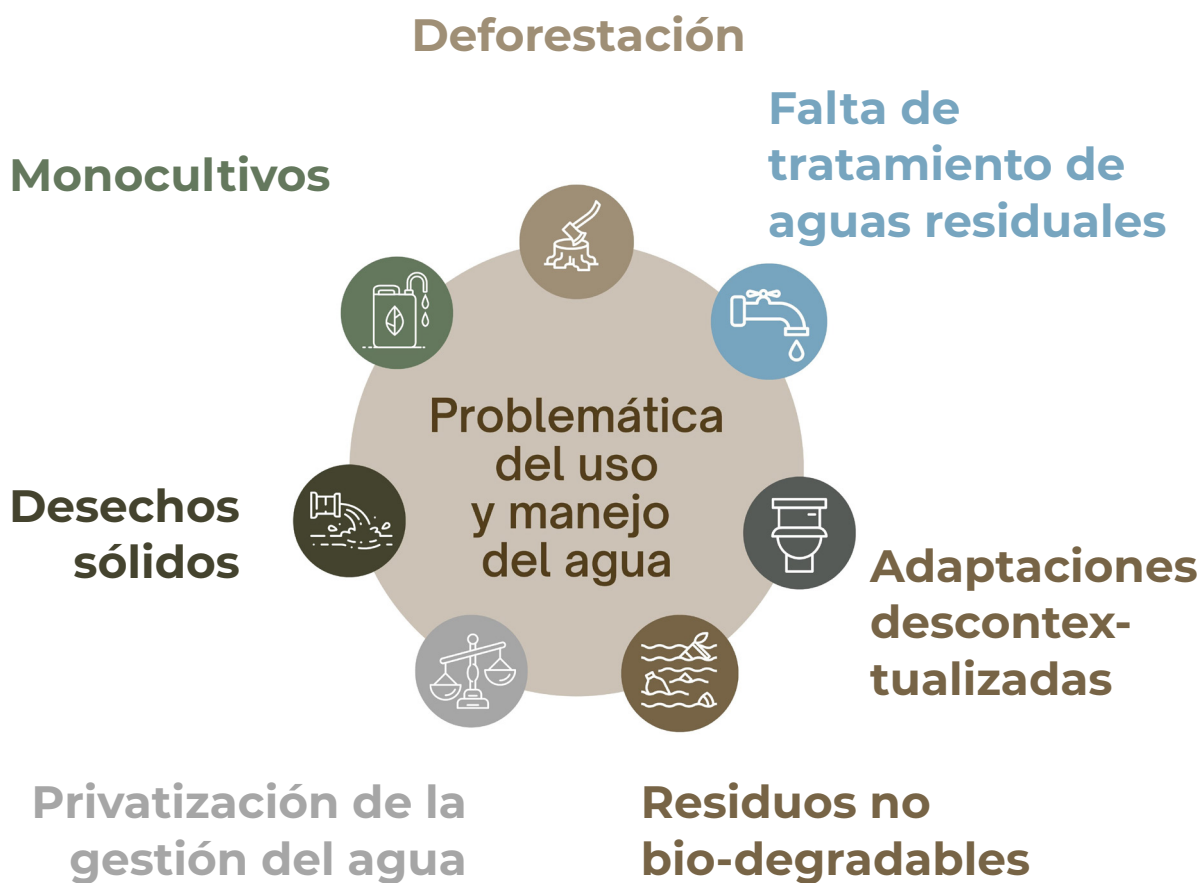 Deforestación
Falta de
tratamiento de
aguas residuales
Monocultivos
Problemática
del uso
y manejo
del agua
Desechos
sólidos
Adaptaciones
descontex-
tualizadas
Privatización de la
gestión del agua
Residuos no
bio-degradables